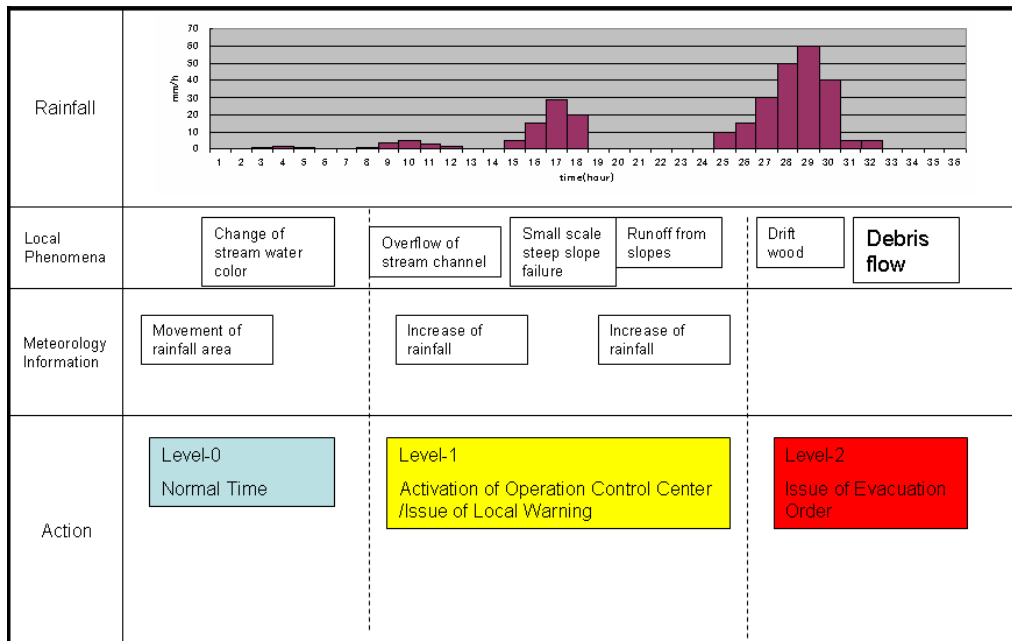 Rainfall
mm/h
70
60
50
40
30
20
10
0
1 2 3 4 5 6 7 8 9 10 11 12 13 14 15 16 17 18 19 20 21 22 23 24 25 26 27 28 29 30 31 32 33 34 35 36
time(hour)
Local
Phenomena
Change of
stream water
color
Overflow of
stream channel
Small scale
steep slope
failure
Runoff from
slopes
Drift
wood
Debris
flow
Meteorology
Information
Movement of
rainfall area
Increase of
rainfall
Increase of
rainfall
Action
Level-0
Normal Time
Level-1
Activation of Operation Control Center
/Issue of Local Warning
Level-2
Issue of Evacuation
Order